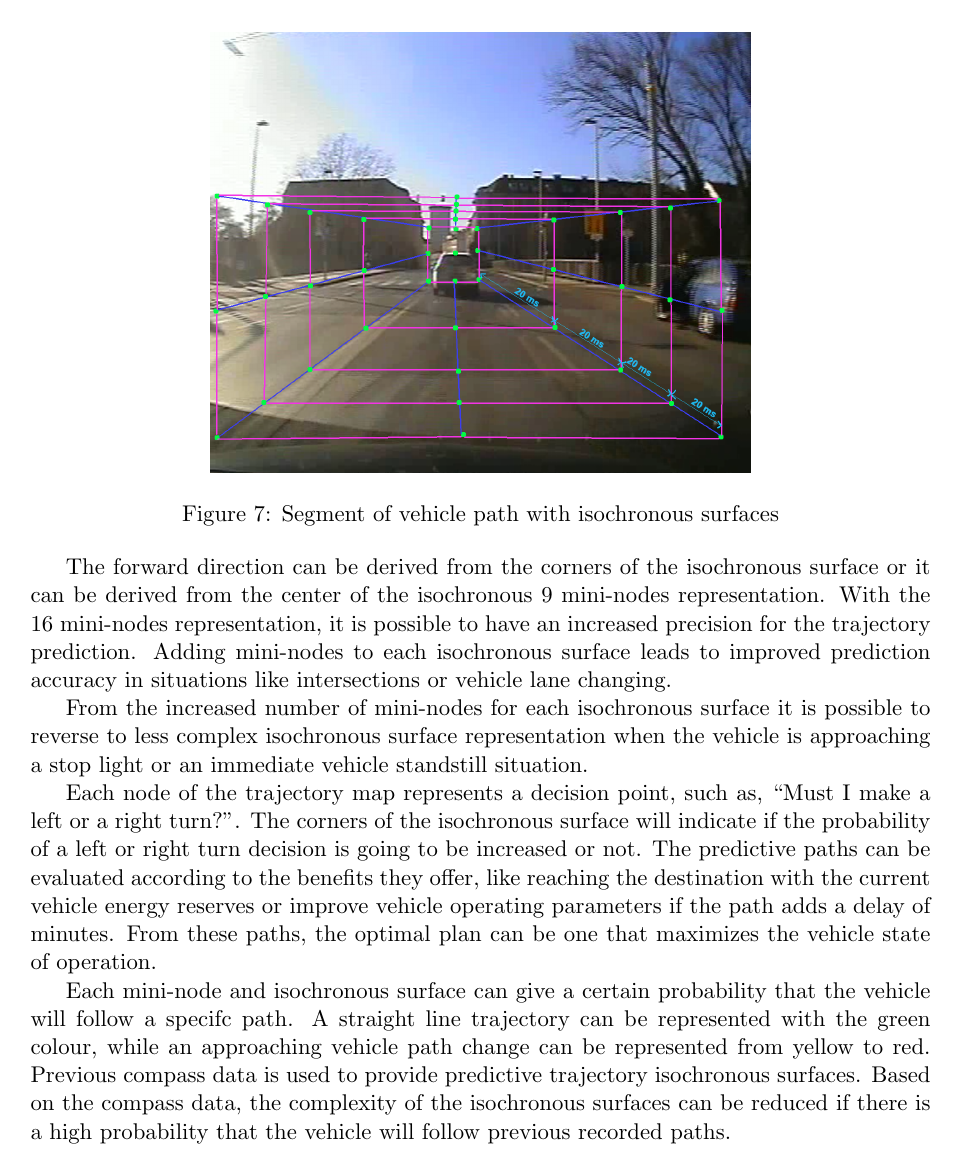 20 ms
20 ms
20 ms
20 ms
Figure 7: Segment of vehicle path with isochronous surfaces
The forward direction can be derived from the corners of the isochronous surface or it
can be derived from the center of the isochronous 9 mini-nodes representation. With the
16 mini-nodes representation, it is possible to have an increased precision for the trajectory
prediction. Adding mini-nodes to each isochronous surface leads to improved prediction
accuracy in situations like intersections or vehicle lane changing.
From the increased number of mini-nodes for each isochronous surface it is possible to
reverse to less complex isochronous surface representation when the vehicle is approaching
a stop light or an immediate vehicle standstill situation.
Each node of the trajectory map represents a decision point, such as, “Must I make a
left or a right turn?”. The corners of the isochronous surface will indicate if the probability
of a left or right turn decision is going to be increased or not. The predictive paths can be
evaluated according to the benefits they offer, like reaching the destination with the current
vehicle energy reserves or improve vehicle operating parameters if the path adds a delay of
minutes. From these paths, the optimal plan can be one that maximizes the vehicle state
of operation.
Each mini-node and isochronous surface can give a certain probability that the vehicle
will follow a specifc path. A straight line trajectory can be represented with the green
colour, while an approaching vehicle path change can be represented from yellow to red.
Previous compass data is used to provide predictive trajectory isochronous surfaces. Based
on the compass data, the complexity of the isochronous surfaces can be reduced if there is
a high probability that the vehicle will follow previous recorded paths.